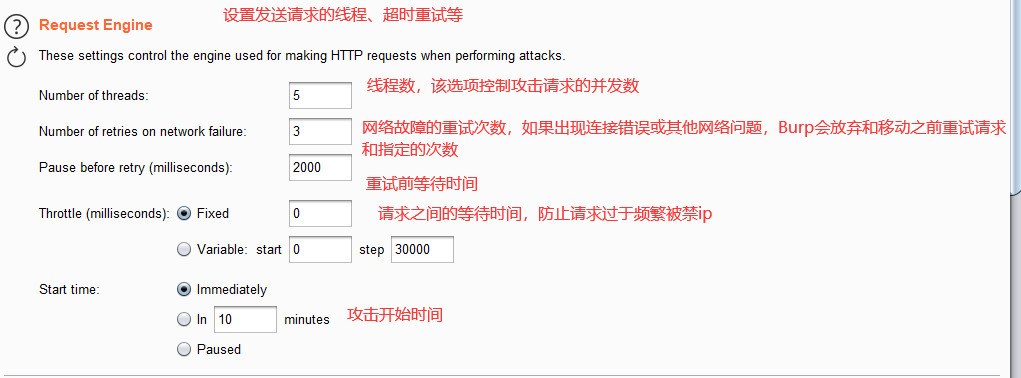 设置发送请求的线程、超时重试等
? Request Engine
These settings control the engine used for making HTTP requests when performing attacks.
Number of threads: 5 线程数，该选项控制攻击请求的并发数
Number of retries on network failure: 3 网络故障的重试次数，如果出现连接错误或其他网络问题，Burp会放弃和移动之前重试请求
和指定的次数
Pause before retry (milliseconds): 2000
重试前等待时间
Throttle (milliseconds): Fixed 0 请求之间的等待时间，防止请求过于频繁被禁ip
Variable: start 0 step 30000
Start time: Immediately
In 10 minutes 攻击开始时间
Paused